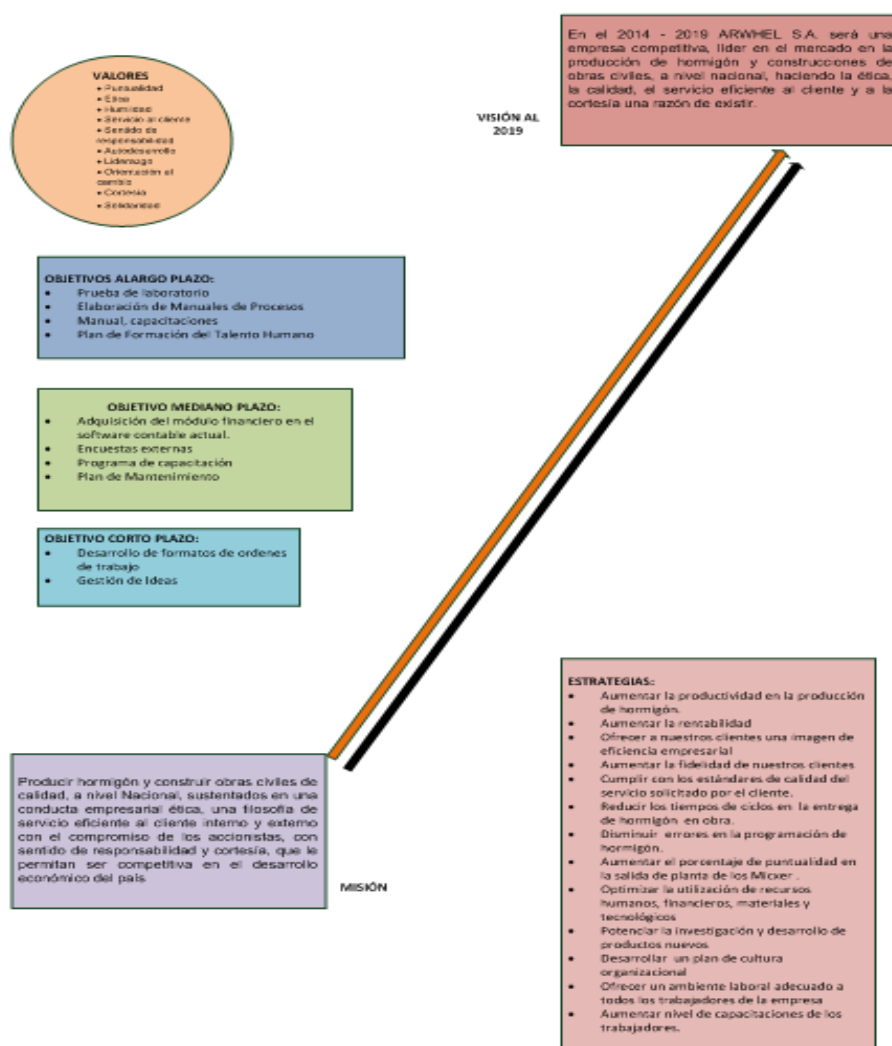 En el 2014 - 2019 ARWHEL S.A. será una
empresa competitiva, líder en el mercado en la
producción de hormigón y construcciones de
obras civiles, a nivel nacional, haciendo la ética,
la calidad, el servicio eficiente al cliente y a la
cortesía una razón de existir.
VISIÓN AL
2019
VALORES
• Puntualidad
• Ética
• Humildad
• Servicio al cliente
• Sentido de
responsabilidad
• Autodesarrollo
• Liderazgo
• Orientación al
cambio
• Cortesía
• Solidaridad
OBJETIVOS ALARGO PLAZO:
• Prueba de laboratorio
• Elaboración de Manuales de Procesos
• Manual, capacitaciones
• Plan de Formación del Talento Humano
OBJETIVO MEDIANO PLAZO:
• Adquisición del módulo financiero en el
software contable actual.
• Encuestas externas
• Programa de capacitación
• Plan de Mantenimiento
OBJETIVO CORTO PLAZO:
• Desarrollo de formatos de ordenes
de trabajo
• Gestión de Ideas
Producir hormigón y construir obras civiles de
calidad, a nivel Nacional, sustentados en una
conducta empresarial ética, una filosofía de
servicio eficiente al cliente interno y externo
con el compromiso de los accionistas, con
sentido de responsabilidad y cortesía, que le
permitan ser competitiva en el desarrollo
económico del país
MISIÓN
ESTRATEGIAS:
• Aumentar la productividad en la producción
de hormigón.
• Aumentar la rentabilidad
• Ofrecer a nuestros clientes una imagen de
eficiencia empresarial
• Aumentar la fidelidad de nuestros clientes
• Cumplir con los estándares de calidad del
servicio solicitado por el cliente.
• Reducir los tiempos de ciclos en la entrega
de hormigón en obra.
• Disminuir errores en la programación de
hormigón.
• Aumentar el porcentaje de puntualidad en
la salida de planta de los Micxer .
• Optimizar la utilización de recursos
humanos, financieros, materiales y
tecnológicos
• Potenciar la investigación y desarrollo de
productos nuevos
• Desarrollar un plan de cultura
organizacional
• Ofrecer un ambiente laboral adecuado a
todos los trabajadores de la empresa
• Aumentar nivel de capacitaciones de los
trabajadores.